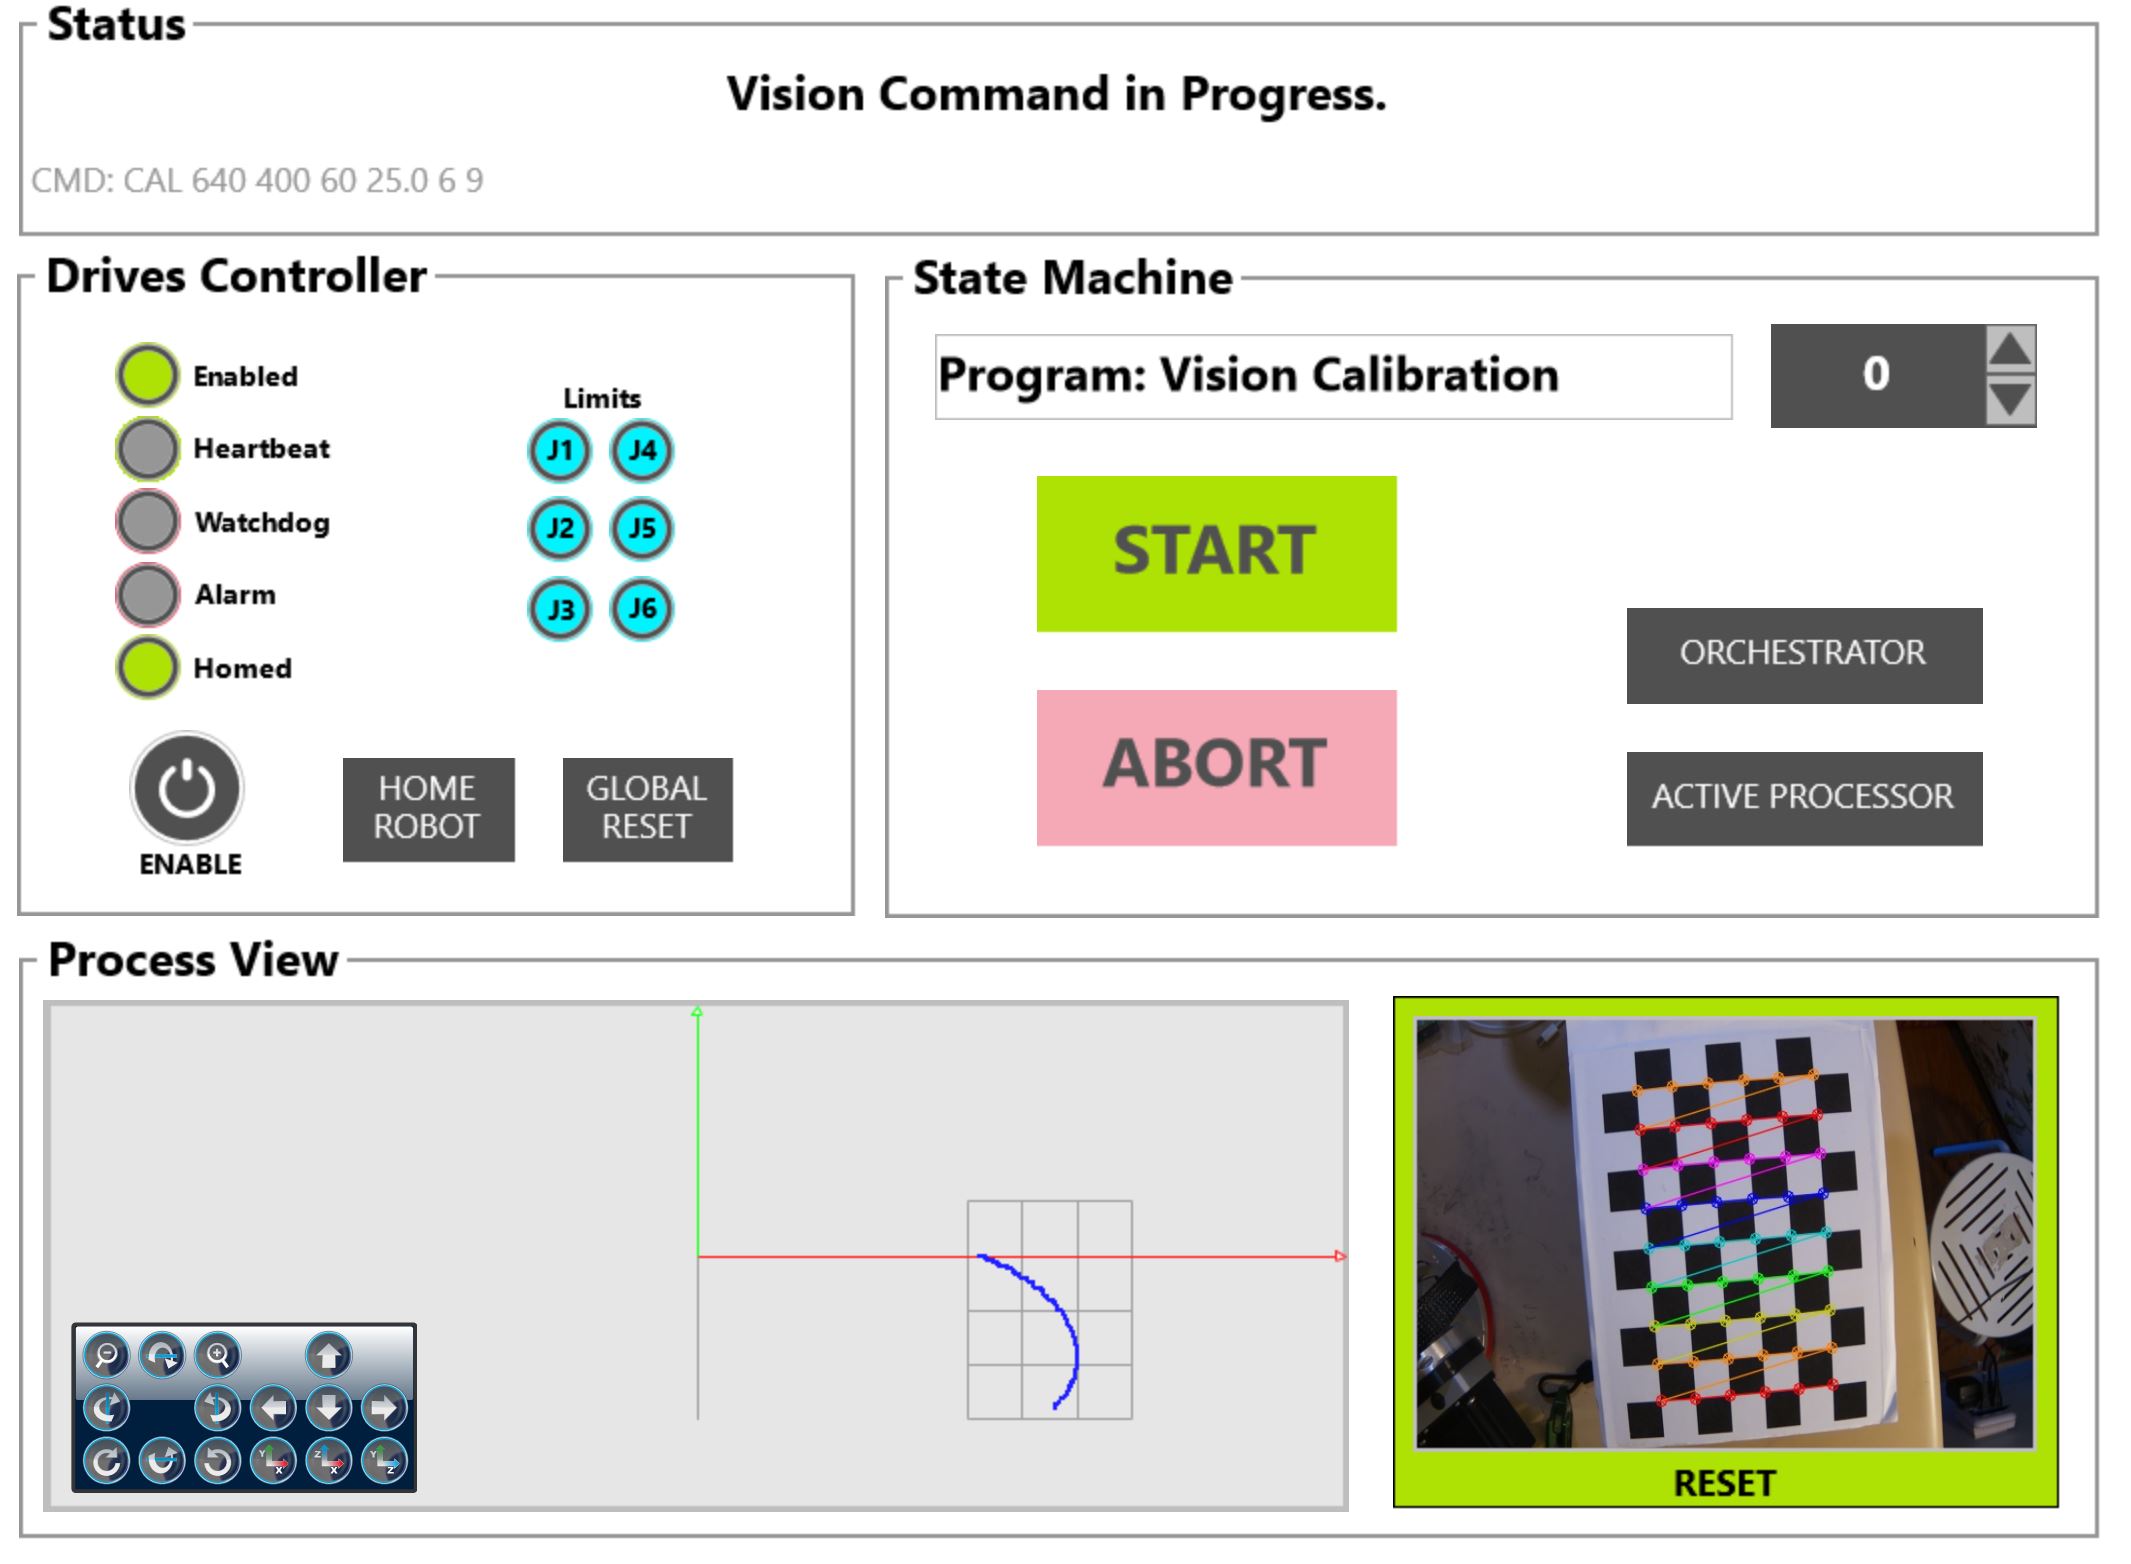 Status
Vision Command in Progress.
CMD: CAL 640 400 60 25.0 6 9
Drives Controller
Enabled
Heartbeat
Watchdog
Alarm
Homed
Limits
J1 J4
J2 J5
J3 J6
ENABLE
HOME
ROBOT
GLOBAL
RESET
State Machine
Program: Vision Calibration
0
START
ABORT
ORCHESTRATOR
ACTIVE PROCESSOR
Process View
Y X
Z X
Y Z
RESET